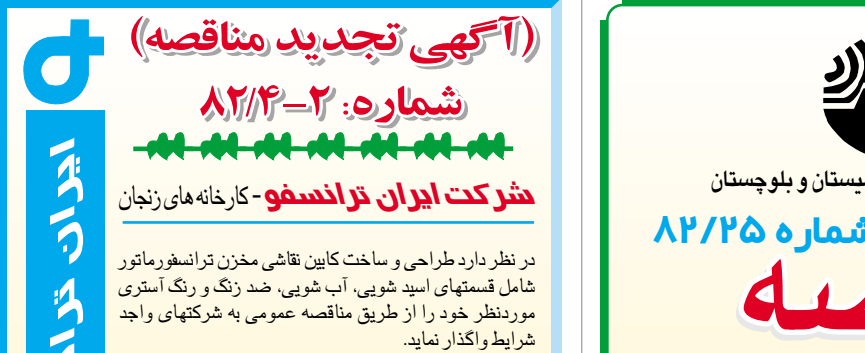 (آگهی تجدید مناقصه)
شماره: ۲–۸۲/۴
شرکت ایران ترانسفو - کارخانه‌های زنجان
در نظر دارد طراحی و ساخت کابین نقاشی مخزن ترانسفورماتور
شامل قسمتهای اسید شویی، آب شویی، ضد زنگ و رنگ آستری
موردنظر خود را از طریق مناقصه عمومی به شرکتهای واجد
شرایط واگذار نماید.
ایران
یستان و بلوچستان
شماره ۸۲/۲۵